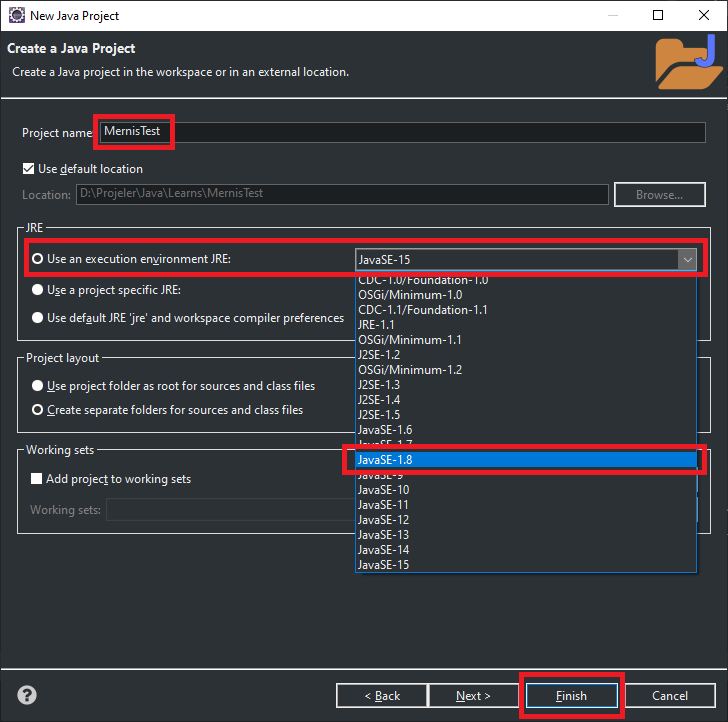 New Java Project
Create a Java Project
Create a Java project in the workspace or in an external location.
Project name:
MernisTest
Use default location
Location: D:\Projeler\Java\Learns\MernisTest Browse...
JRE
Use an execution environment JRE: JavaSE-15
CDC-1.0/Foundation-1.0
Use a project specific JRE:
OSGi/Minimum-1.0
CDC-1.1/Foundation-1.1
Use default JRE 'jre' and workspace compiler preferences
JRE-1.1
OSGi/Minimum-1.1
Project layout
J2SE-1.2
OSGi/Minimum-1.2
Use project folder as root for sources and class files
J2SE-1.3
J2SE-1.4
Create separate folders for sources and class files
J2SE-1.5
JavaSE-1.6
JavaSE-1.7
Working sets
JavaSE-1.8
Add project to working sets
JavaSE-9
JavaSE-10
Working sets:
JavaSE-11
JavaSE-12
JavaSE-13
JavaSE-14
JavaSE-15
? < Back Next > Finish Cancel